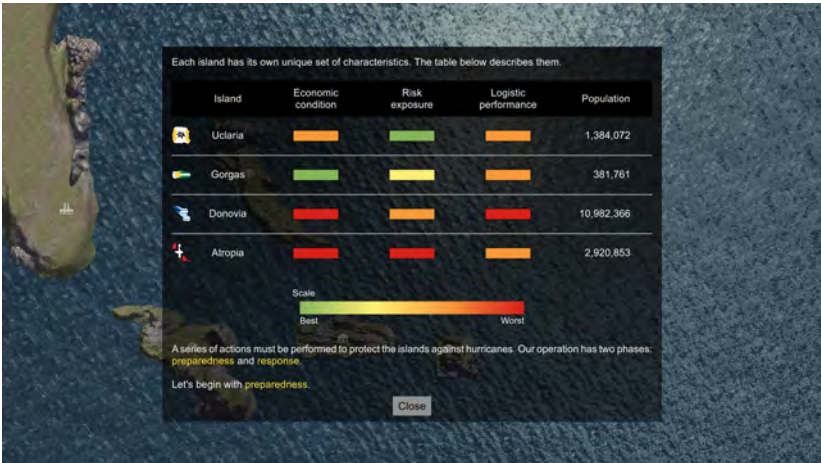 Each island has its own unique set of characteristics. The table below describes them.
Island Economic condition Risk exposure Logistic performance Population
Uclaria 1,384,072
Gorgas 381,761
Donovia 10,982,366
Atropia 2,920,853
Scale
Best Worst
A series of actions must be performed to protect the islands against hurricanes. Our operation has two phases:
preparedness and response.
Let's begin with preparedness.
Close